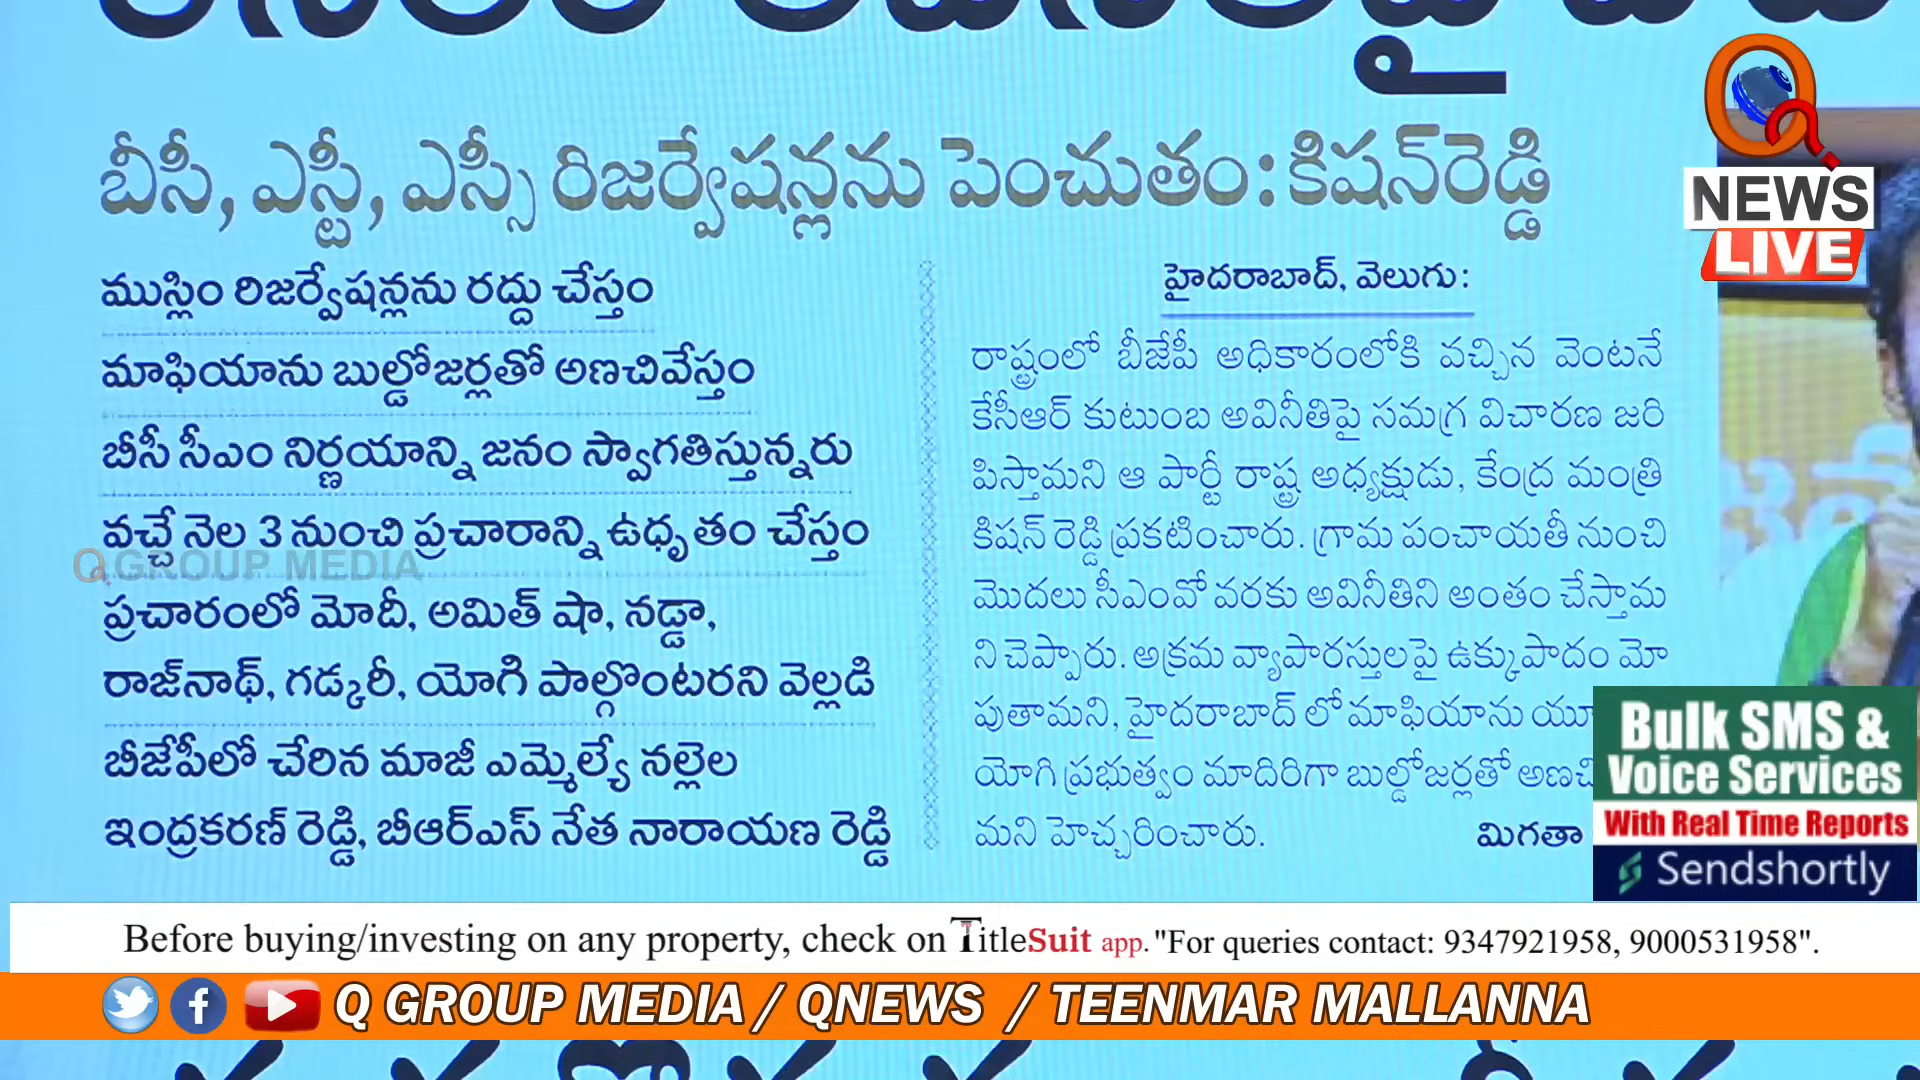 బీసీ, ఎస్టీ, ఎస్సీ రిజర్వేషన్లను పెంచుతం: కిషన్‌రెడ్డి
ముస్లిం రిజర్వేషన్లను రద్దు చేస్తం
మాఫియాను బుల్డోజర్లతో అణచివేస్తం
బీసీ సీఎం నిర్ణయాన్ని జనం స్వాగతిస్తున్నరు
వచ్చే నెల 3 నుంచి ప్రచారాన్ని ఉధృతం చేస్తం
ప్రచారంలో మోదీ, అమిత్ షా, నడ్డా,
రాజ్‌నాథ్, గడ్కరీ, యోగి పాల్గొంటరని వెల్లడి
బీజేపీలో చేరిన మాజీ ఎమ్మెల్యే నల్లెల
ఇంద్రకరణ్ రెడ్డి, బీఆర్ఎస్ నేత నారాయణ రెడ్డి
హైదరాబాద్, వెలుగు:
రాష్ట్రంలో బీజేపీ అధికారంలోకి వచ్చిన వెంటనే
కేసీఆర్ కుటుంబ అవినీతిపై సమగ్ర విచారణ జరి
పిస్తామని ఆ పార్టీ రాష్ట్ర అధ్యక్షుడు, కేంద్ర మంత్రి
కిషన్ రెడ్డి ప్రకటించారు. గ్రామ పంచాయతీ నుంచి
మొదలు సీఎంవో వరకు అవినీతిని అంతం చేస్తామ
ని చెప్పారు. అక్రమ వ్యాపారస్తులపై ఉక్కుపాదం మో
పుతామని, హైదరాబాద్ లో మాఫియాను యూ
యోగి ప్రభుత్వం మాదిరిగా బుల్డోజర్లతో అణచి
మని హెచ్చరించారు. మిగతా
Q GROUP MEDIA
Q
NEWS
LIVE
Bulk SMS &
Voice Services
With Real Time Reports
Sendshortly
Before buying/investing on any property, check on TitleSuit app. "For queries contact: 9347921958, 9000531958".
Q GROUP MEDIA / QNEWS / TEENMAR MALLANNA